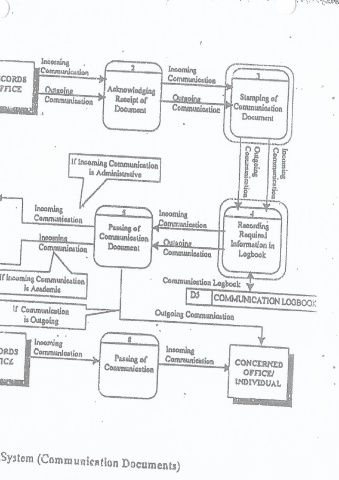 Incoming
Communication
Outgoing
Communication
CORDS
FFICE
2
Acknowledging
Receipt of
Document
Incoming
Communication
Outgoing
Communication
3
Stamping of
Communication
Document
Incoming
Communication
Outgoing
Communication
If Incoming Communication
is Administrative
Incoming
Communication
Incoming
Communication
5
Passing of
Communication
Document
Incoming
Communication
Outgoing
Communication
4
Recording
Required
Information in
Logbook
If Incoming Communication
is Academic
Communication Logbook
D5 COMMUNICATION LOGBOOK
If Communication
is Outgoing
Outgoing Communication
ORDS
FICE
Incoming
Communication
6
Passing of
Communication
Incoming
Communication
CONCERNED
OFFICE/
INDIVIDUAL
System (Communication Documents)